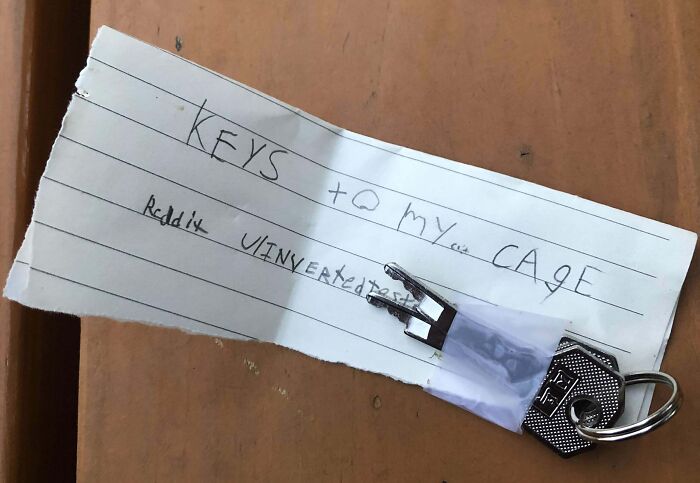 KEYS to my CAgE
Reddit u/INVERtedtest